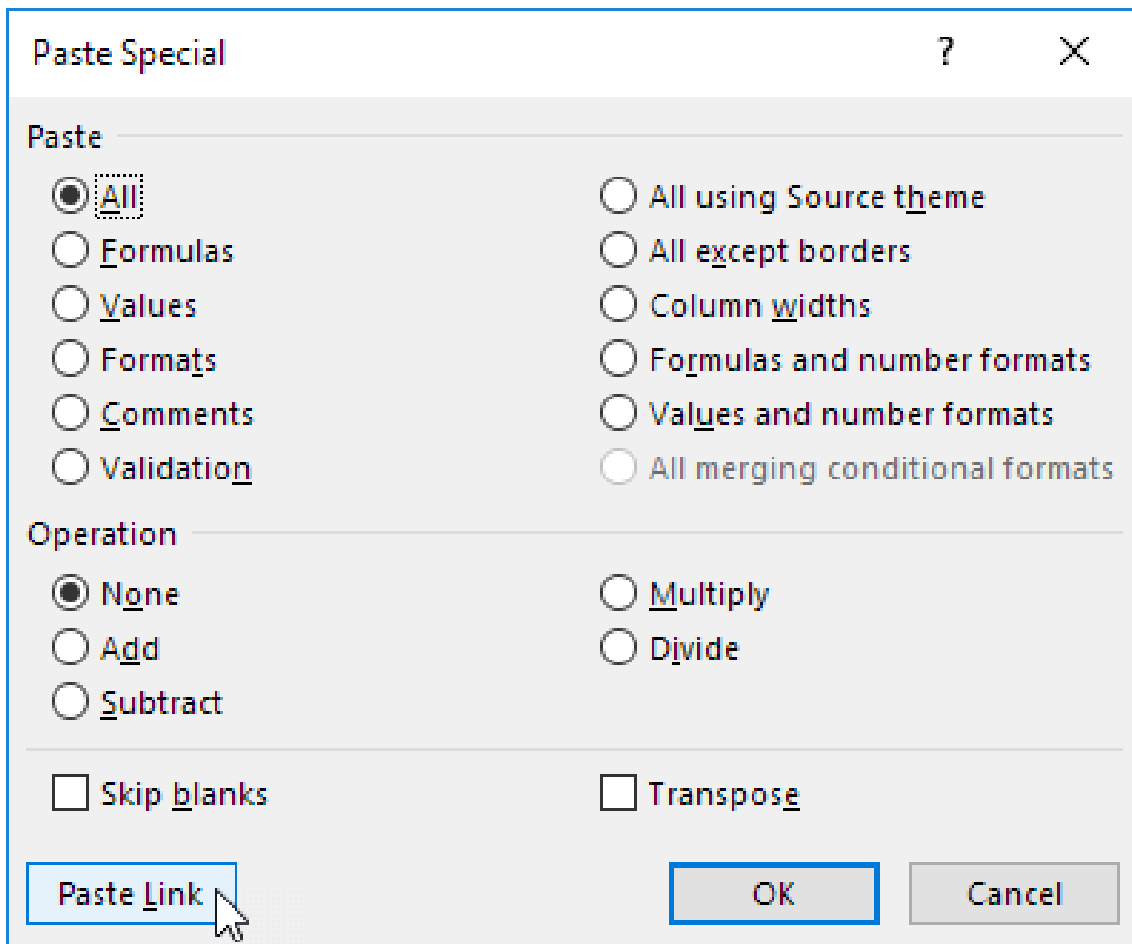 Paste Special ?
Paste
All
Formulas
Values
Formats
Comments
Validation
All using Source theme
All except borders
Column widths
Formulas and number formats
Values and number formats
All merging conditional formats
Operation
None
Add
Subtract
Multiply
Divide
Skip blanks
Transpose
Paste Link
OK
Cancel